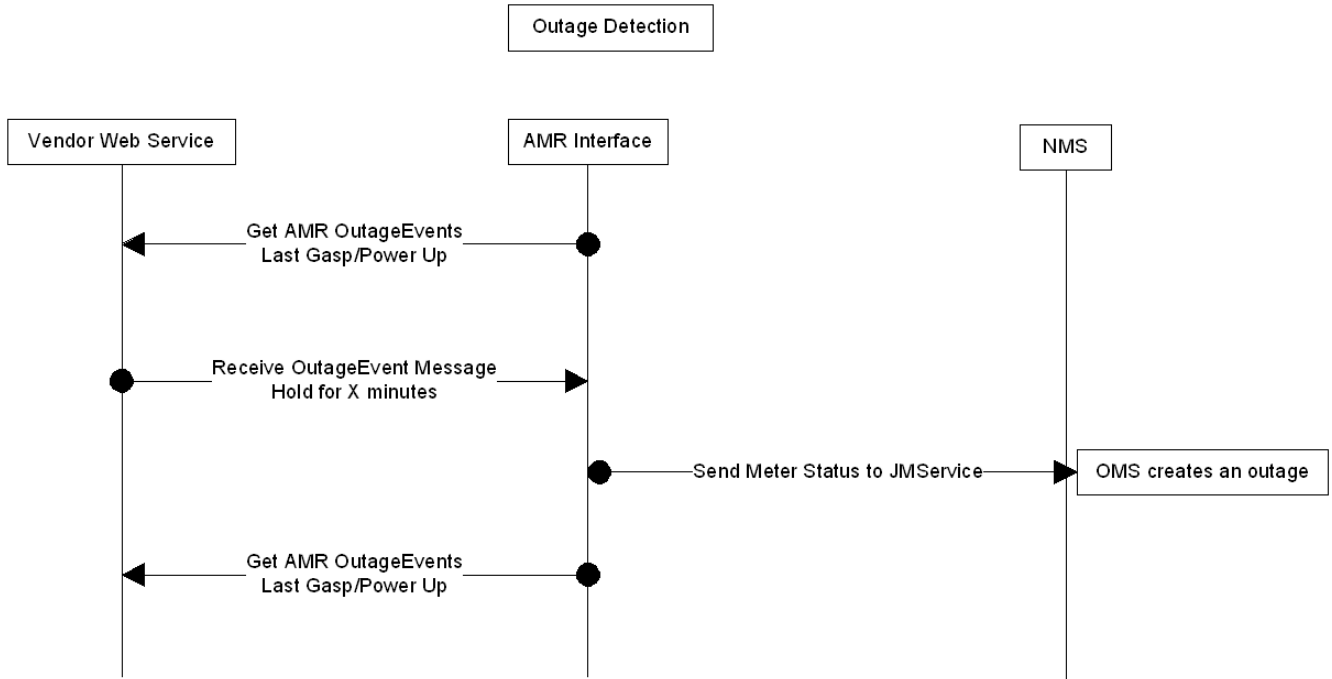 Outage Detection
Vendor Web Service
AMR Interface
NMS
Get AMR OutageEvents
Last Gasp/Power Up
Receive OutageEvent Message
Hold for X minutes
Send Meter Status to JMService
OMS creates an outage
Get AMR OutageEvents
Last Gasp/Power Up